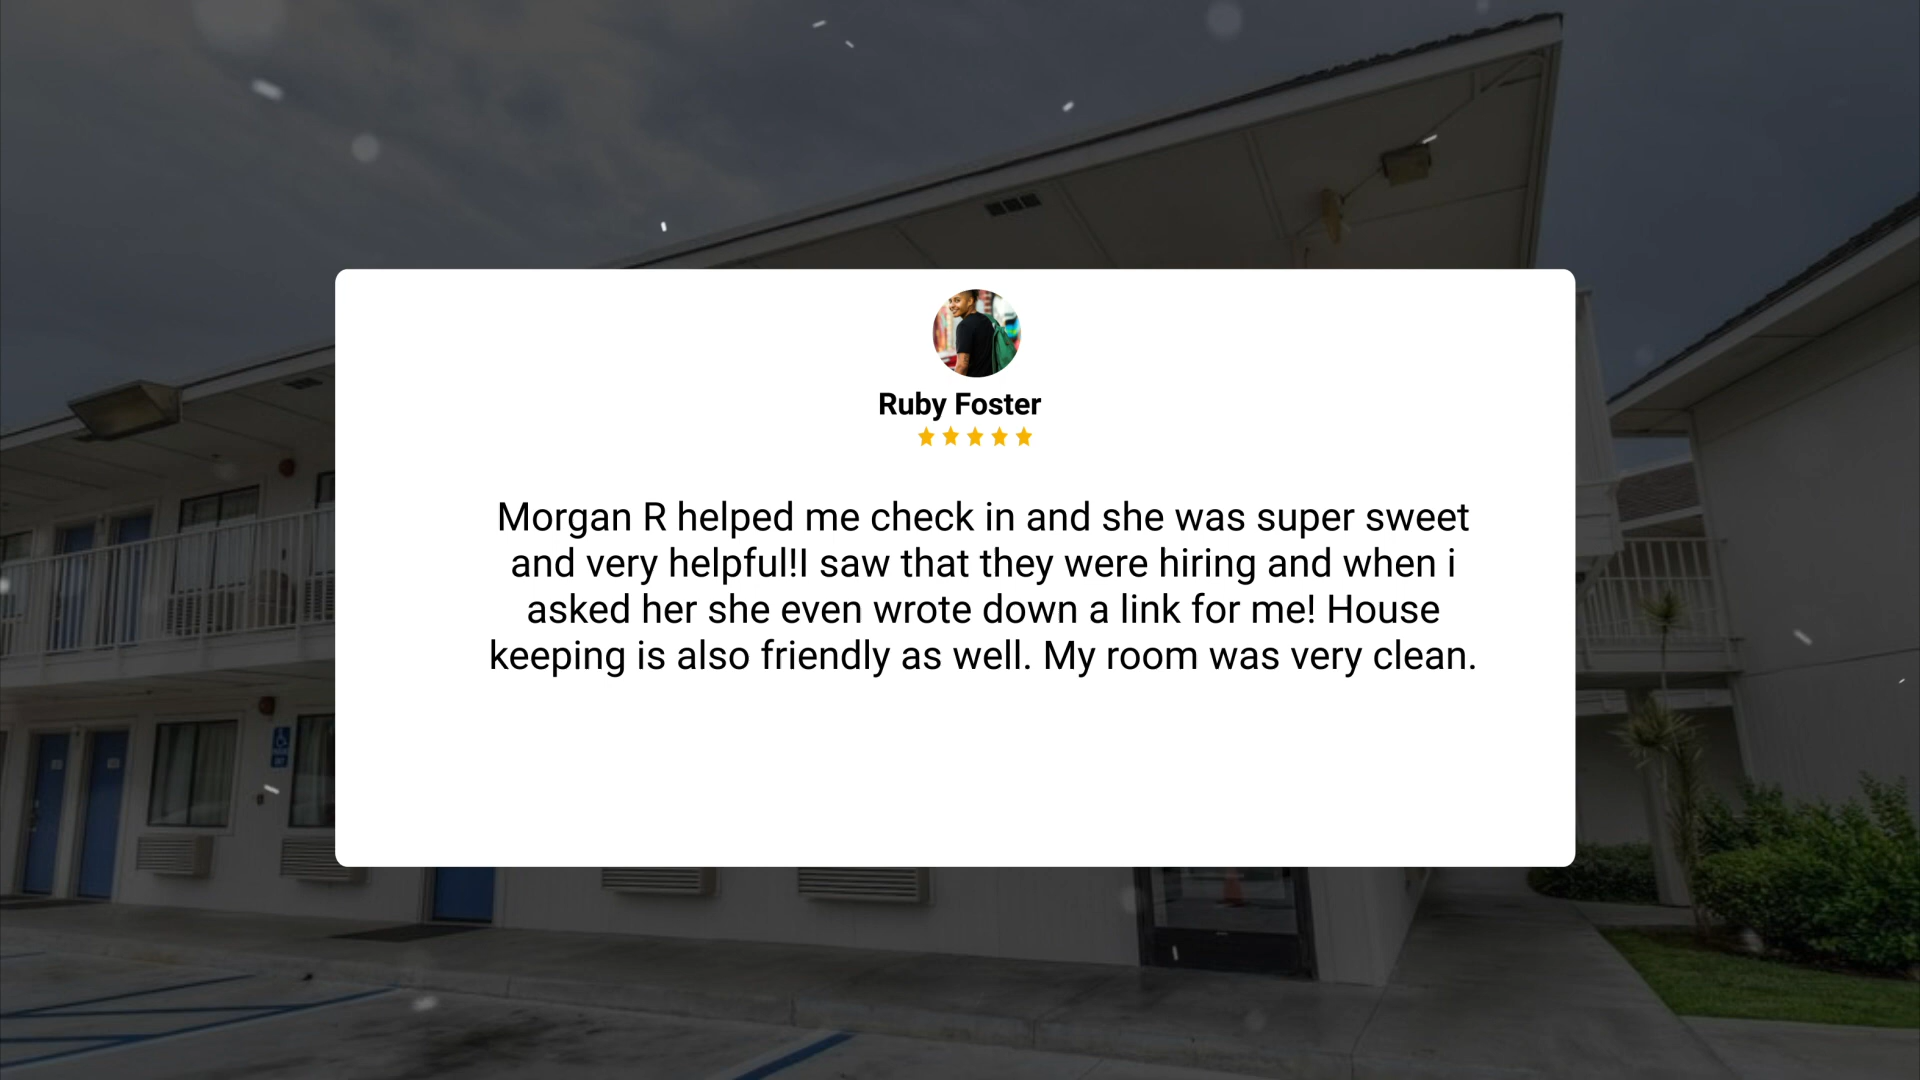 Ruby Foster
Morgan R helped me check in and she was super sweet
and very helpful!I saw that they were hiring and when i
asked her she even wrote down a link for me! House
keeping is also friendly as well. My room was very clean.